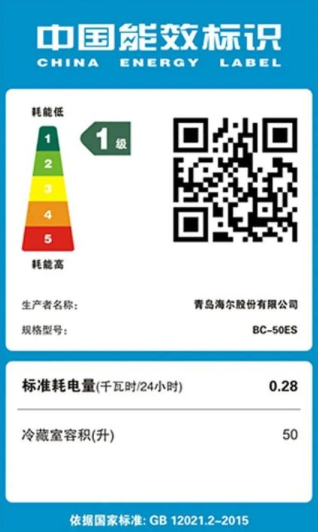 中国能效标识
CHINA ENERGY LABEL
耗能低
1
2
3
4
5
1级
耗能高
生产者名称: 青岛海尔股份有限公司
规格型号: BC-50ES
标准耗电量(千瓦时/24小时) 0.28
冷藏室容积(升) 50
依据国家标准: GB 12021.2-2015